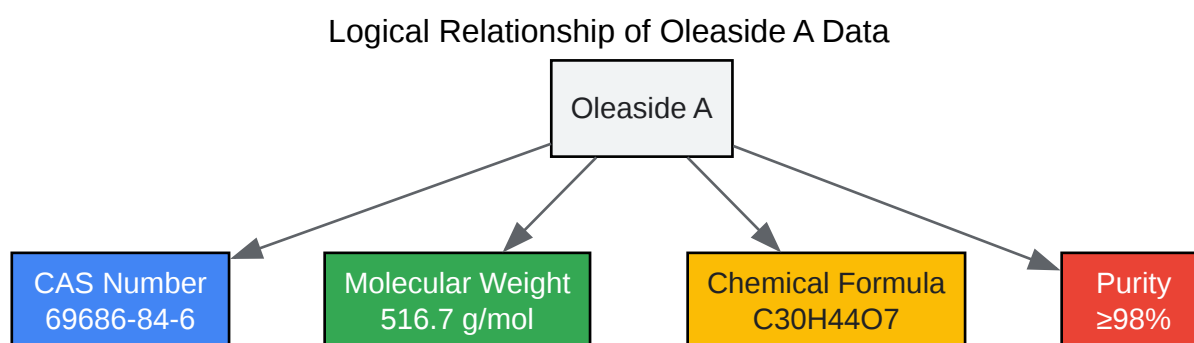 Logical Relationship of Oleaside A Data
Oleaside A
CAS Number
69686-84-6
Molecular Weight
516.7 g/mol
Chemical Formula
C30H44O7
Purity
≥98%